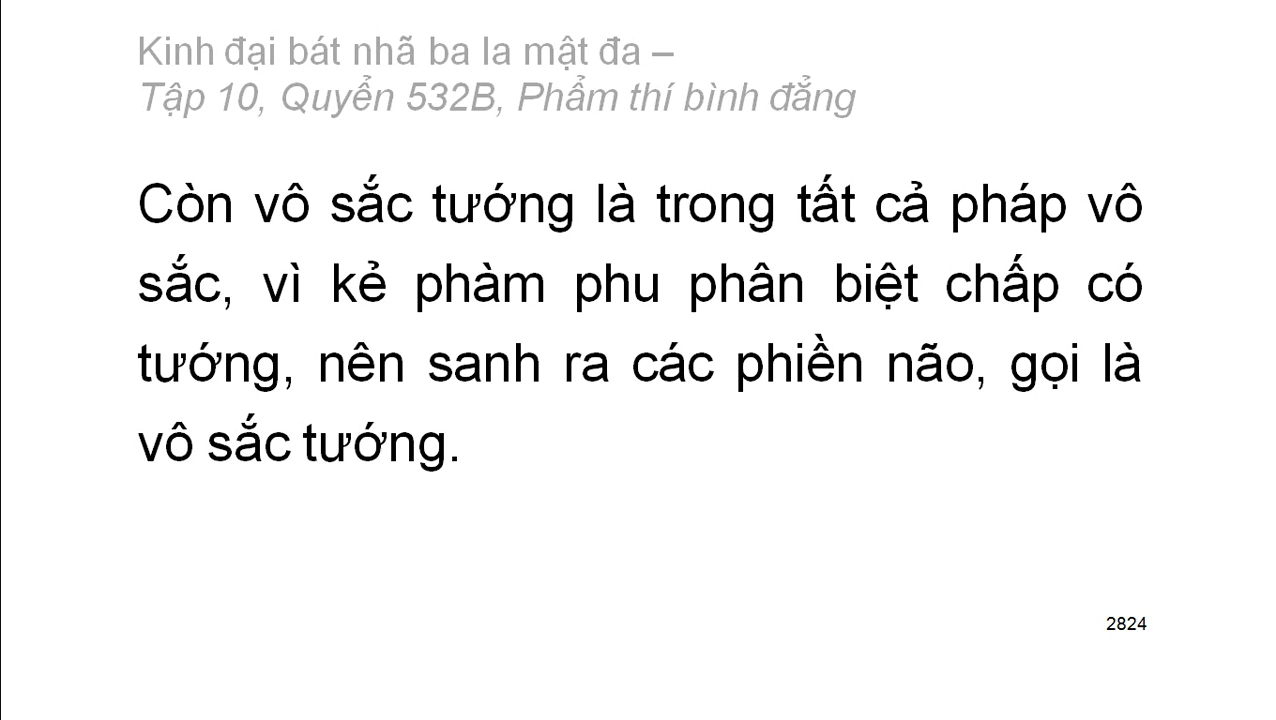 Kinh đại bát nhã ba la mật đa –
Tập 10, Quyển 532B, Phẩm thí bình đẳng
Còn vô sắc tướng là trong tất cả pháp vô
sắc, vì kẻ phàm phu phân biệt chấp có
tướng, nên sanh ra các phiền não, gọi là
vô sắc tướng.
2824